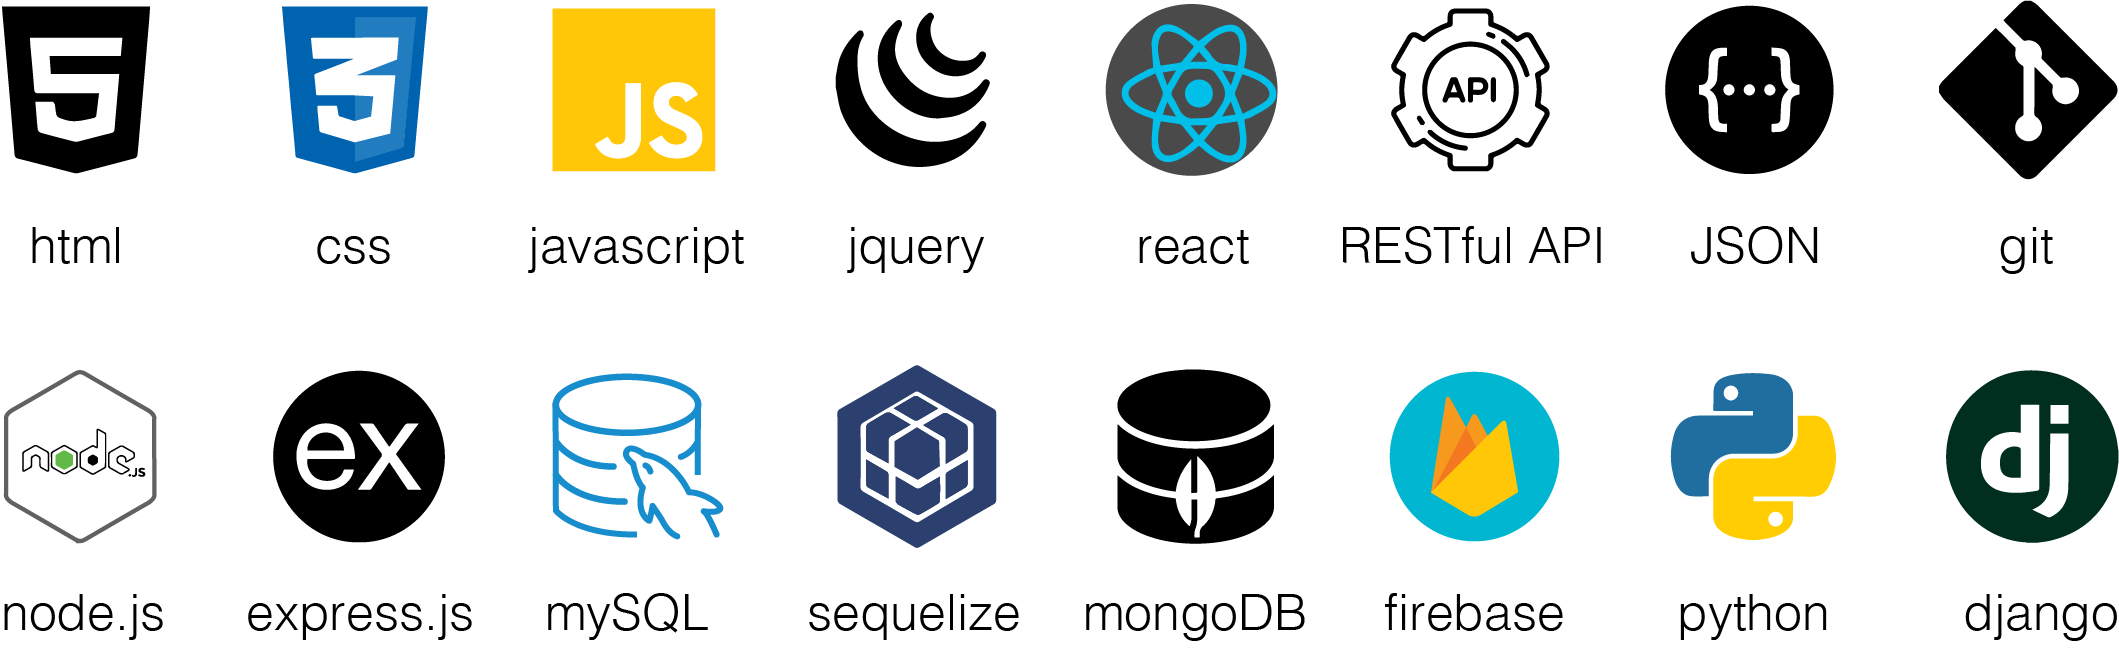 5 3 JS API {...}
html css javascript jquery react RESTful API JSON git
node.js ex dj
node.js express.js mySQL sequelize mongoDB firebase python django